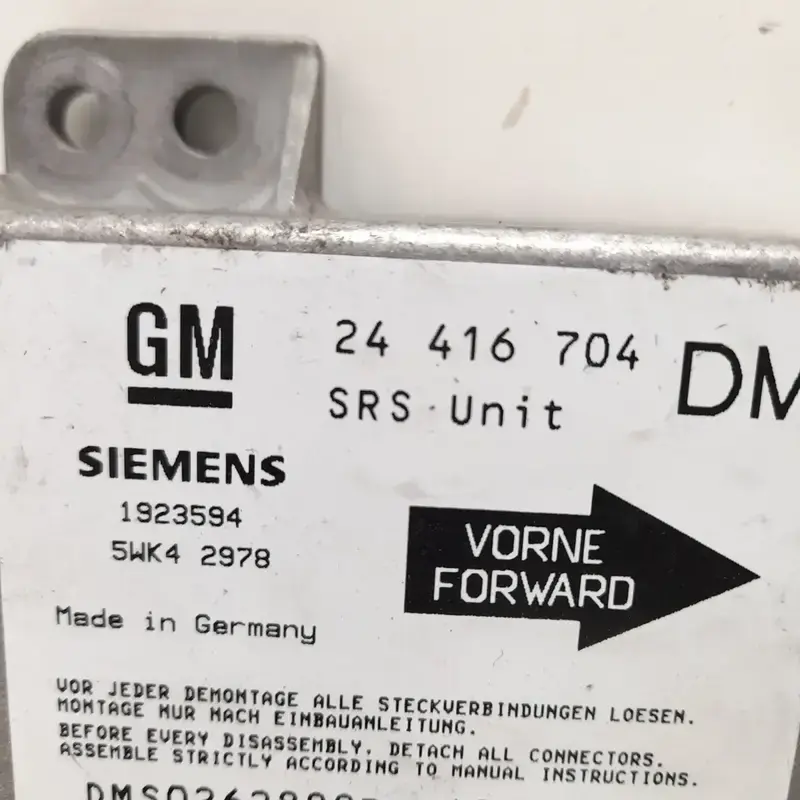 GM
24 416 704 DM
SRS Unit
SIEMENS
1923594
5WK4 2978
VORNE
FORWARD
Made in Germany
VOR JEDER DEMONTAGE ALLE STECKVERBINDUNGEN LOESEN.
MONTAGE NUR NACH EINBAUANLEITUNG.
BEFORE EVERY DISASSEMBLY, DETACH ALL CONNECTORS.
ASSEMBLE STRICTLY ACCORDING TO MANUAL INSTRUCTIONS.